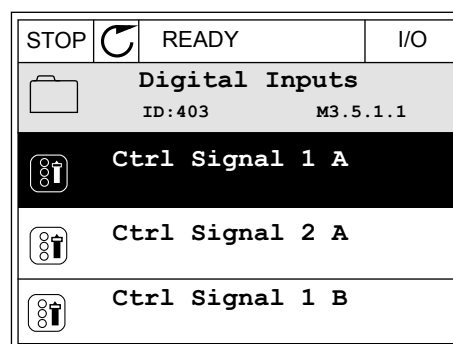 STOP READY I/O
Digital Inputs
ID:403 M3.5.1.1
Ctrl Signal 1 A
Ctrl Signal 2 A
Ctrl Signal 1 B